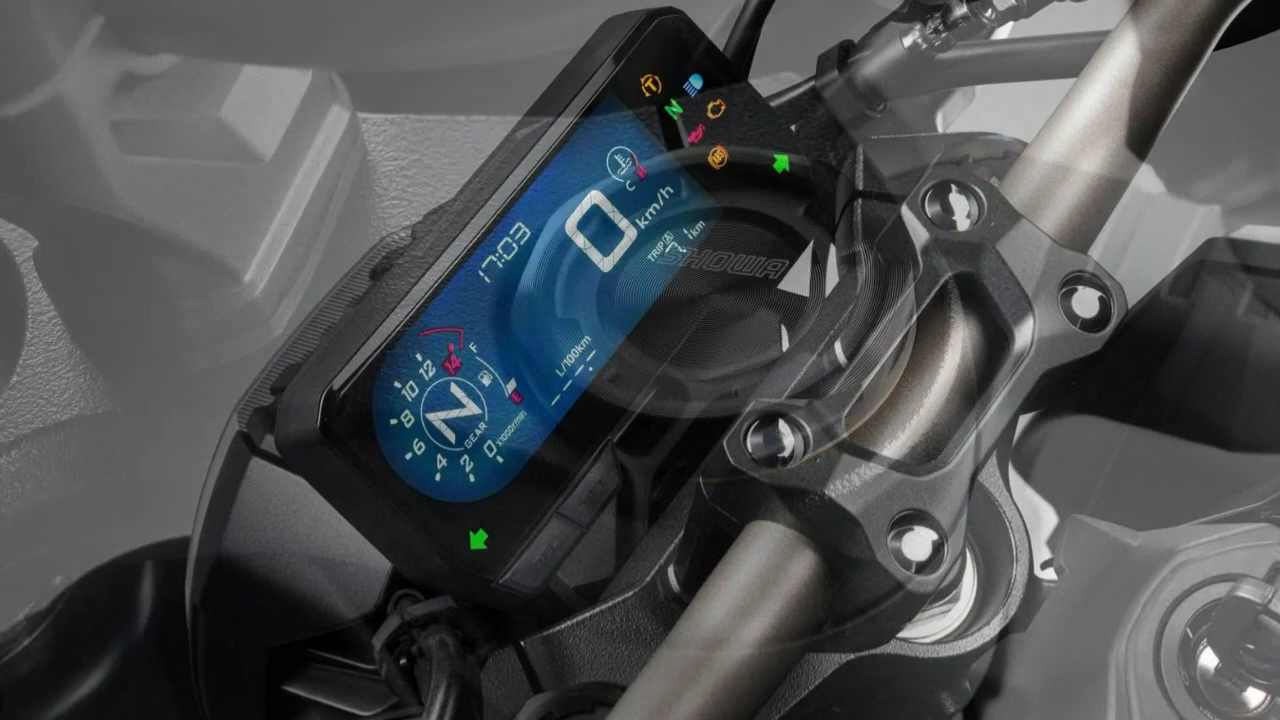 C H
0 km/h
17:03
TRIP A
km
SHOWA
L/100km
F
E
14
12
10
8
6
4
2
0
X1000r/min
N
GEAR
N
T
ABS